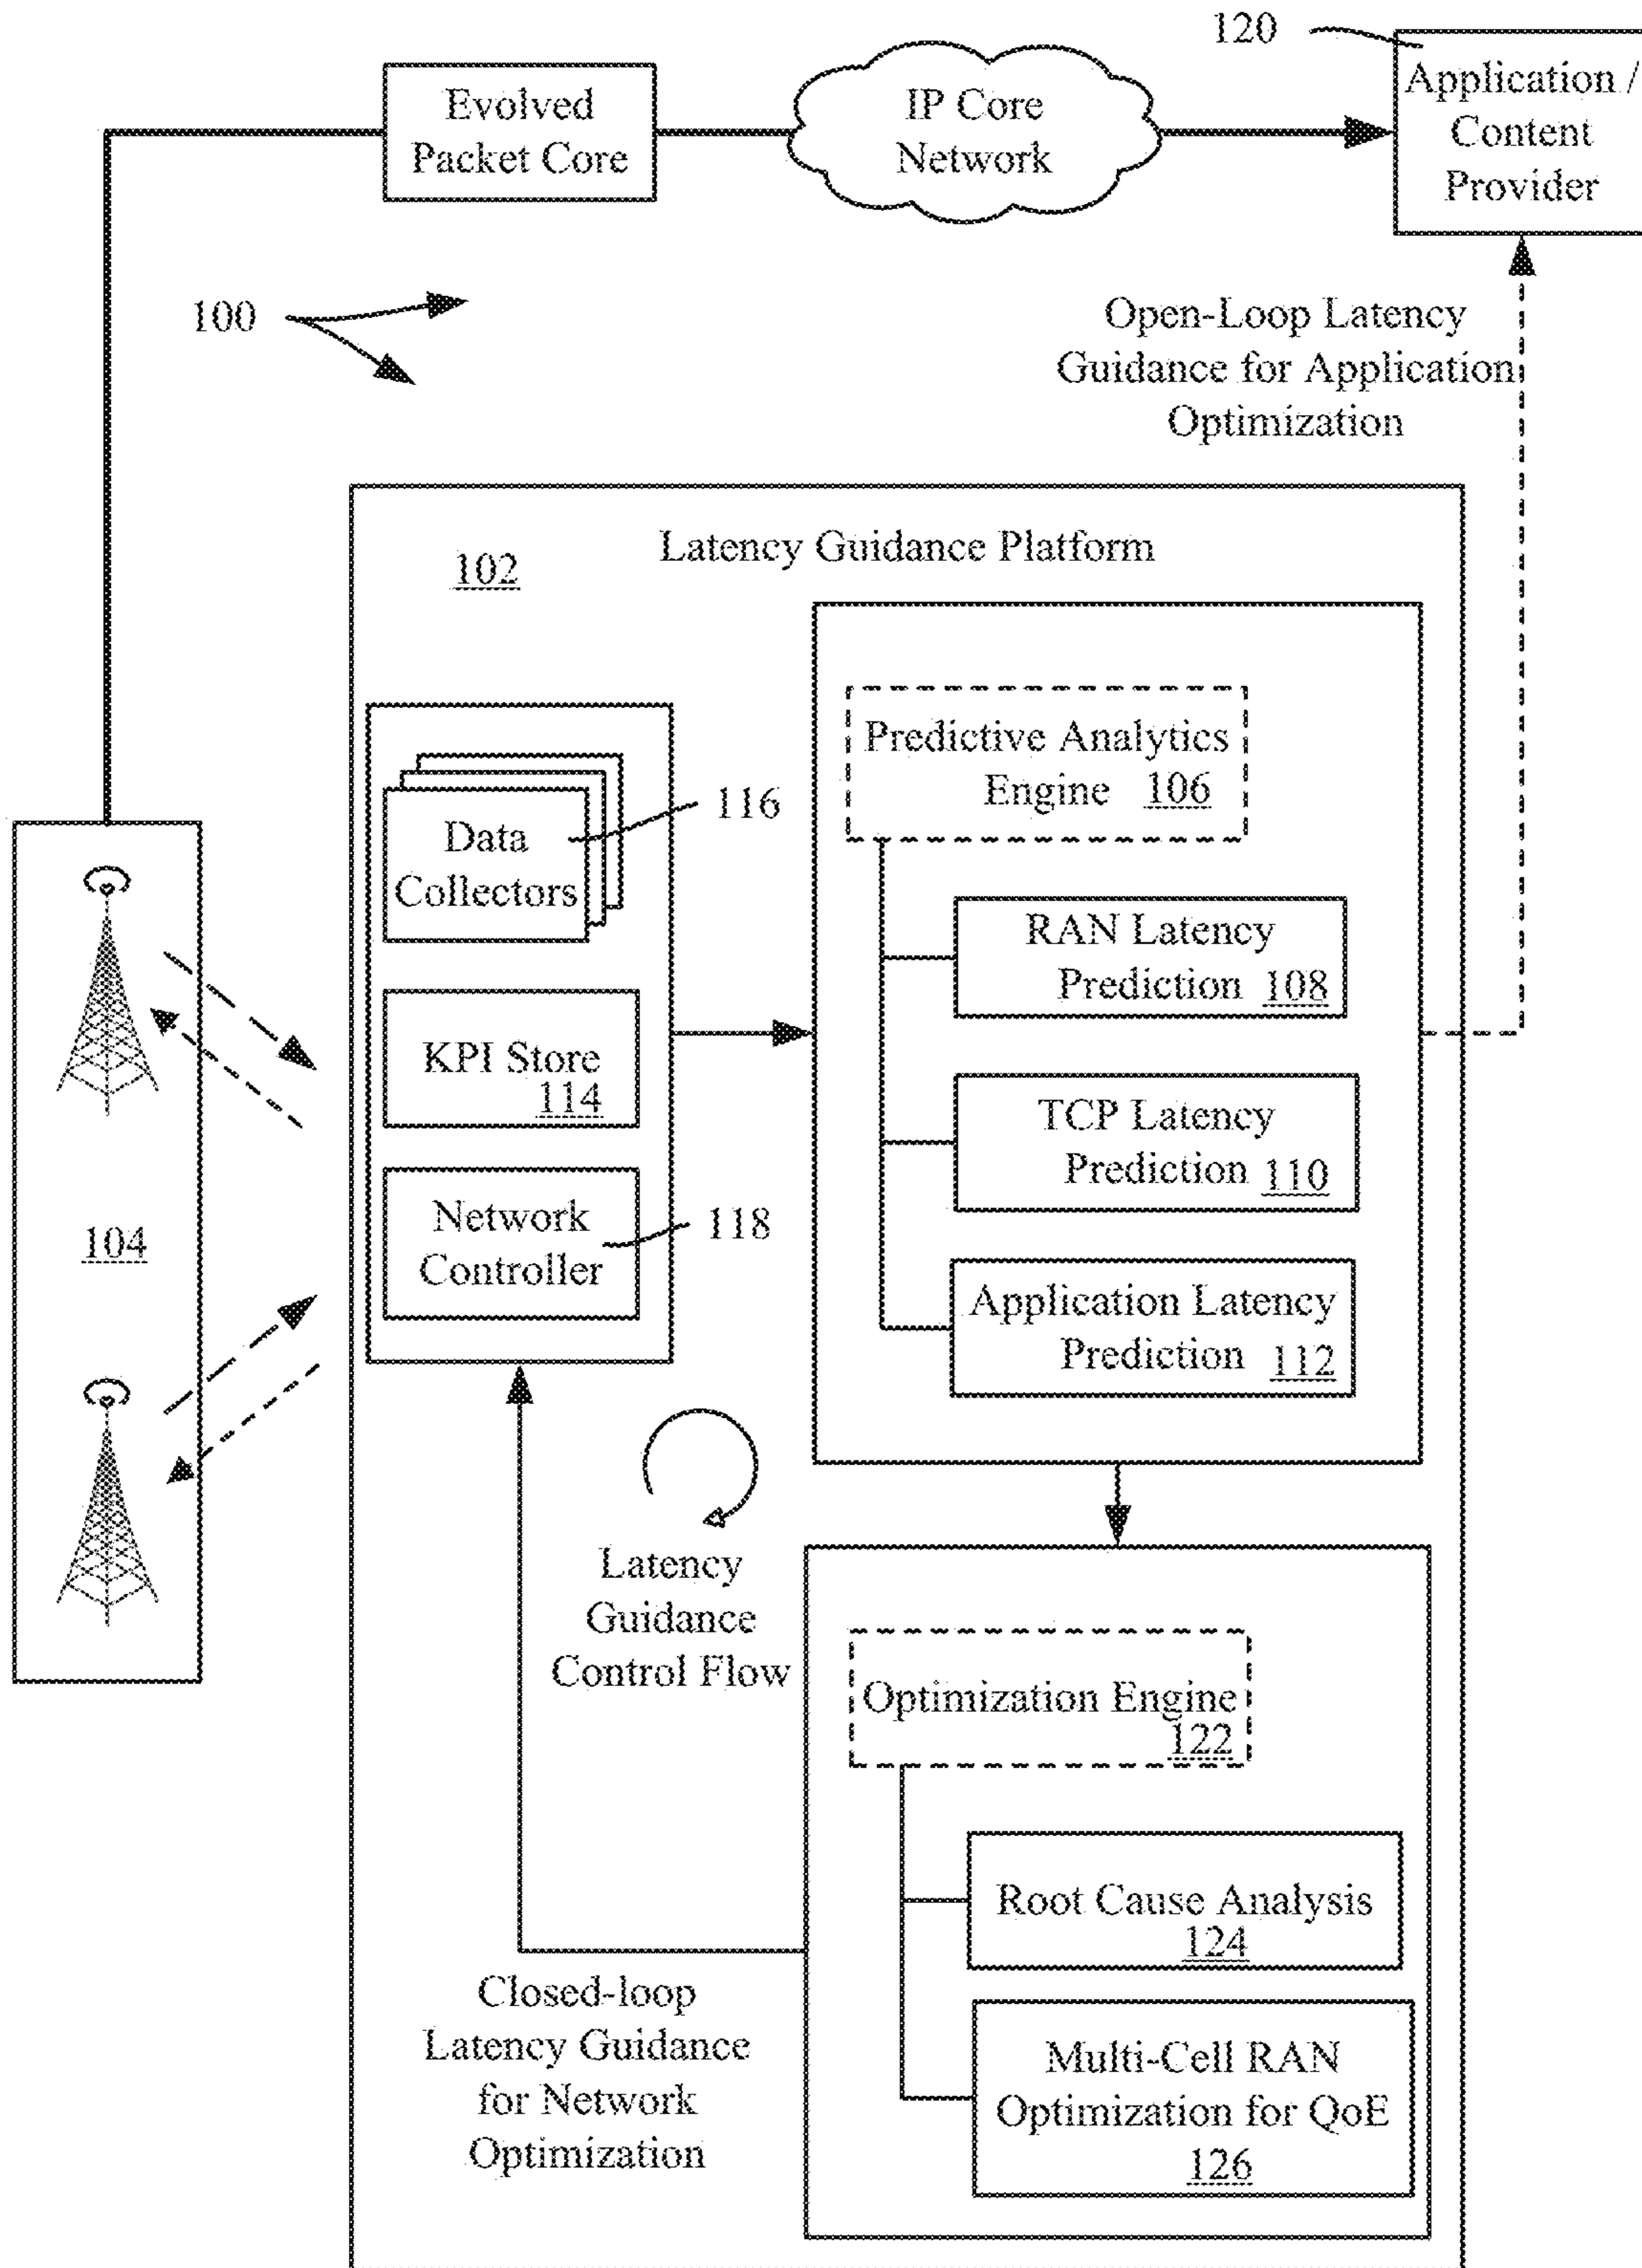 120
Evolved
Packet Core
IP Core
Network
Application /
Content
Provider
100
Open-Loop Latency
Guidance for Application
Optimization
Latency Guidance Platform
102
Data
Collectors
116
KPI Store
114
Network
Controller
118
104
Predictive Analytics
Engine 106
RAN Latency
Prediction 108
TCP Latency
Prediction 110
Application Latency
Prediction 112
Latency
Guidance
Control Flow
Optimization Engine
122
Root Cause Analysis
124
Multi-Cell RAN
Optimization for QoE
126
Closed-loop
Latency Guidance
for Network
Optimization